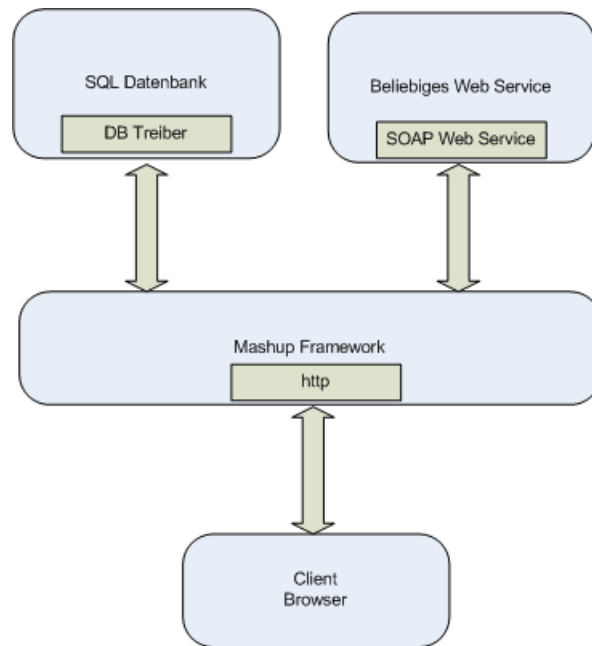 SQL Datenbank
DB Treiber
Beliebiges Web Service
SOAP Web Service
Mashup Framework
http
Client
Browser